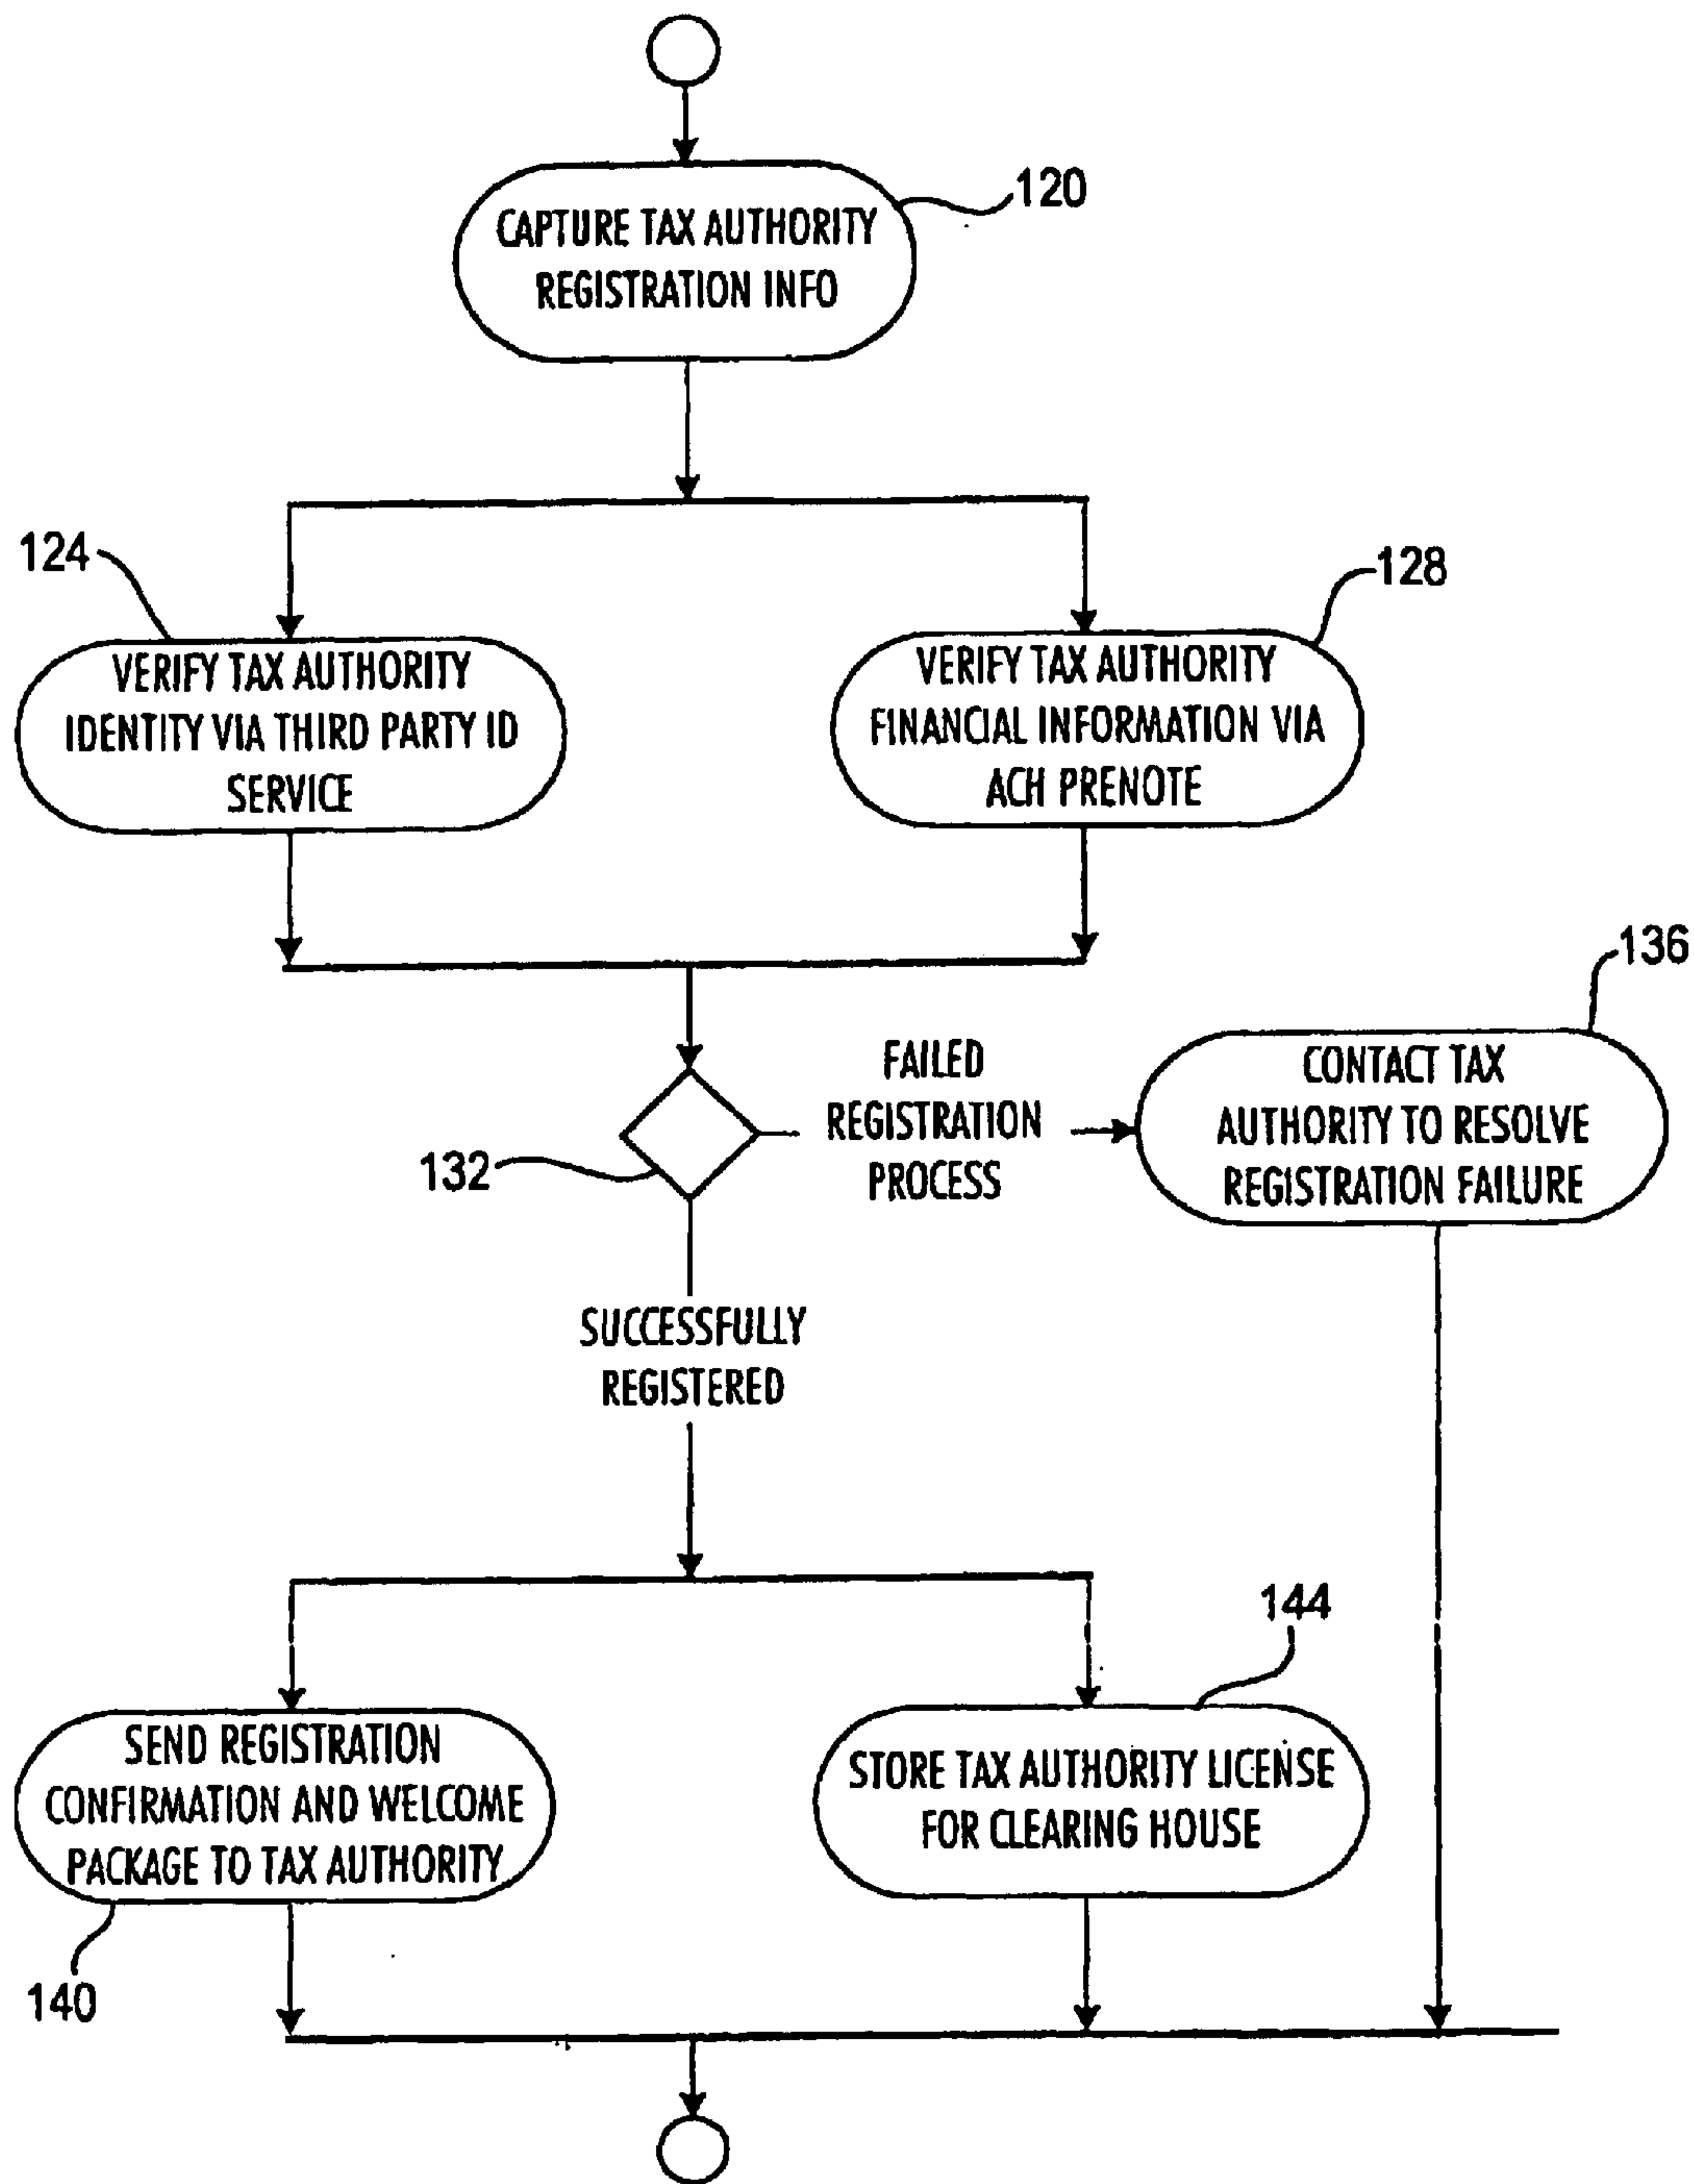 120
CAPTURE TAX AUTHORITY
REGISTRATION INFO
124
128
VERIFY TAX AUTHORITY
IDENTITY VIA THIRD PARTY ID
SERVICE
VERIFY TAX AUTHORITY
FINANCIAL INFORMATION VIA
ACH PRENOTE
136
FAILED
REGISTRATION
PROCESS
CONTACT TAX
AUTHORITY TO RESOLVE
REGISTRATION FAILURE
132
SUCCESSFULLY
REGISTERED
144
SEND REGISTRATION
CONFIRMATION AND WELCOME
PACKAGE TO TAX AUTHORITY
STORE TAX AUTHORITY LICENSE
FOR CLEARING HOUSE
140